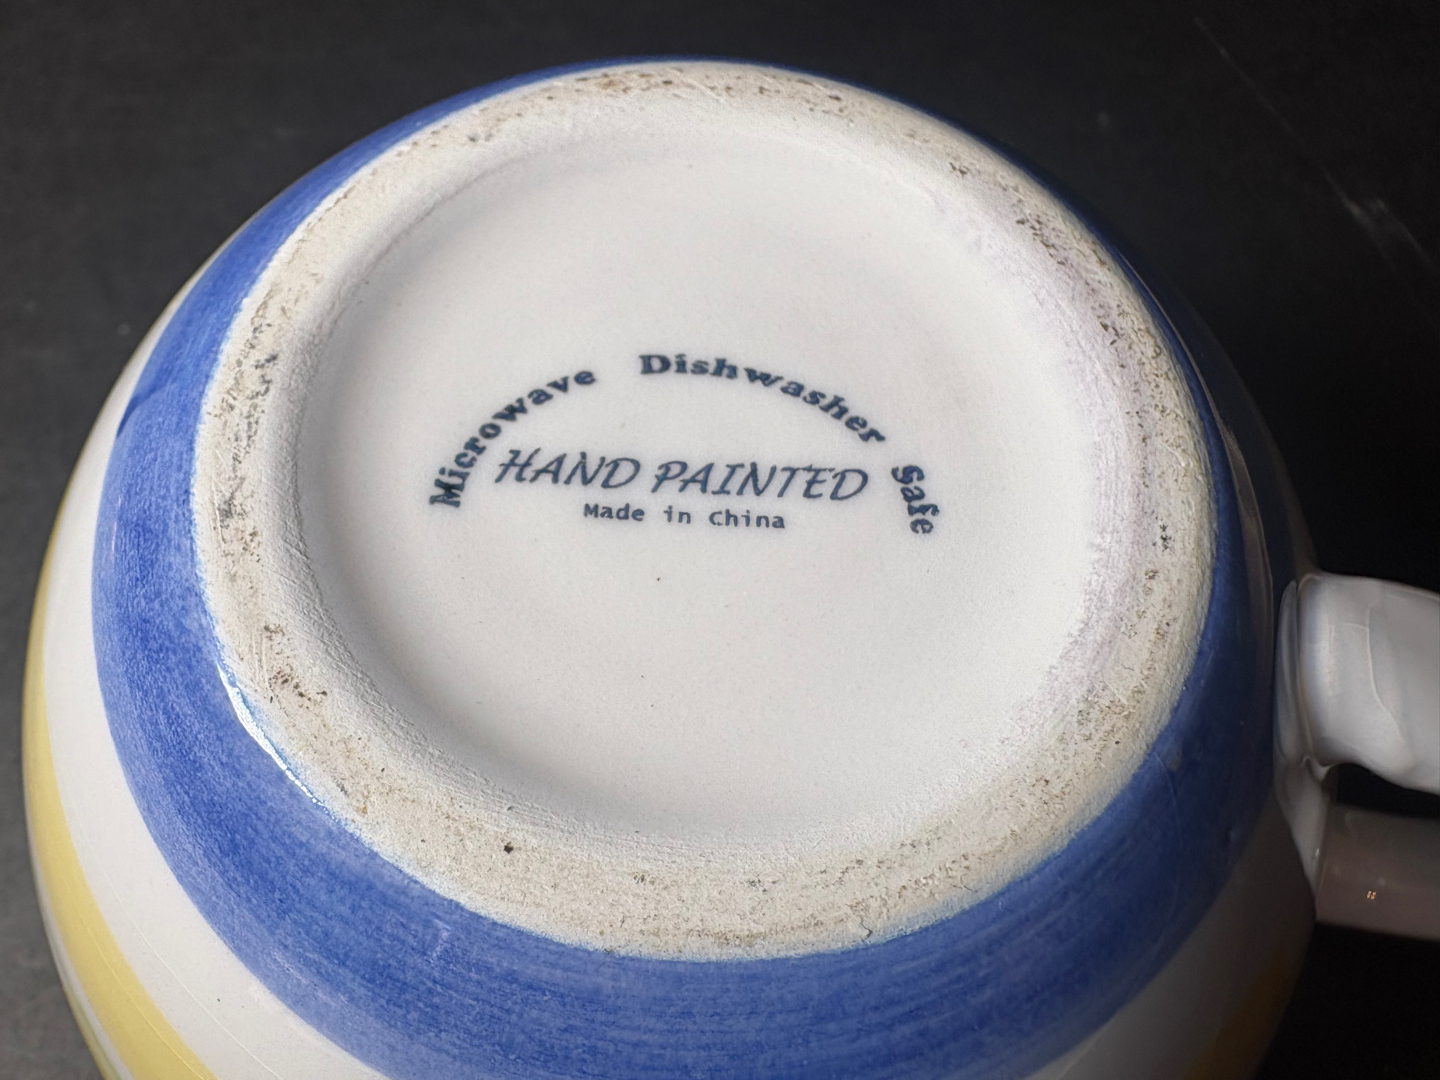 Microwave Dishwasher Safe
HAND PAINTED
Made in China